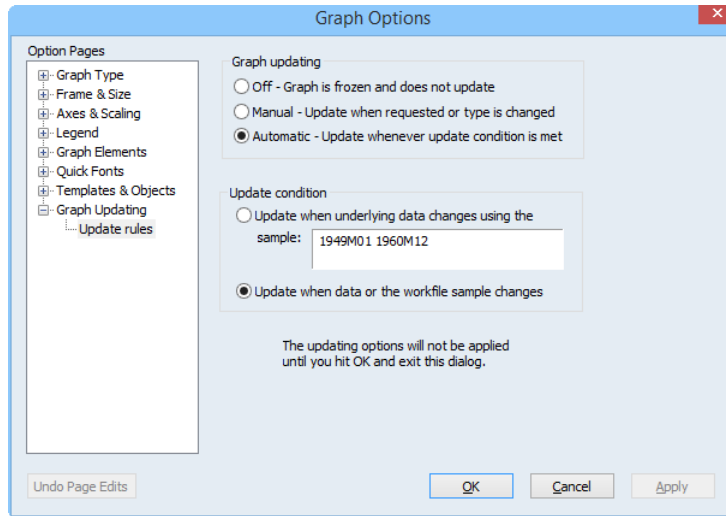 Graph Options
Option Pages
Graph Type
Frame & Size
Axes & Scaling
Legend
Graph Elements
Quick Fonts
Templates & Objects
Graph Updating
Update rules
Graph updating
Off - Graph is frozen and does not update
Manual - Update when requested or type is changed
Automatic - Update whenever update condition is met
Update condition
Update when underlying data changes using the
sample: 1949M01 1960M12
Update when data or the workfile sample changes
The updating options will not be applied
until you hit OK and exit this dialog.
Undo Page Edits
OK
Cancel
Apply